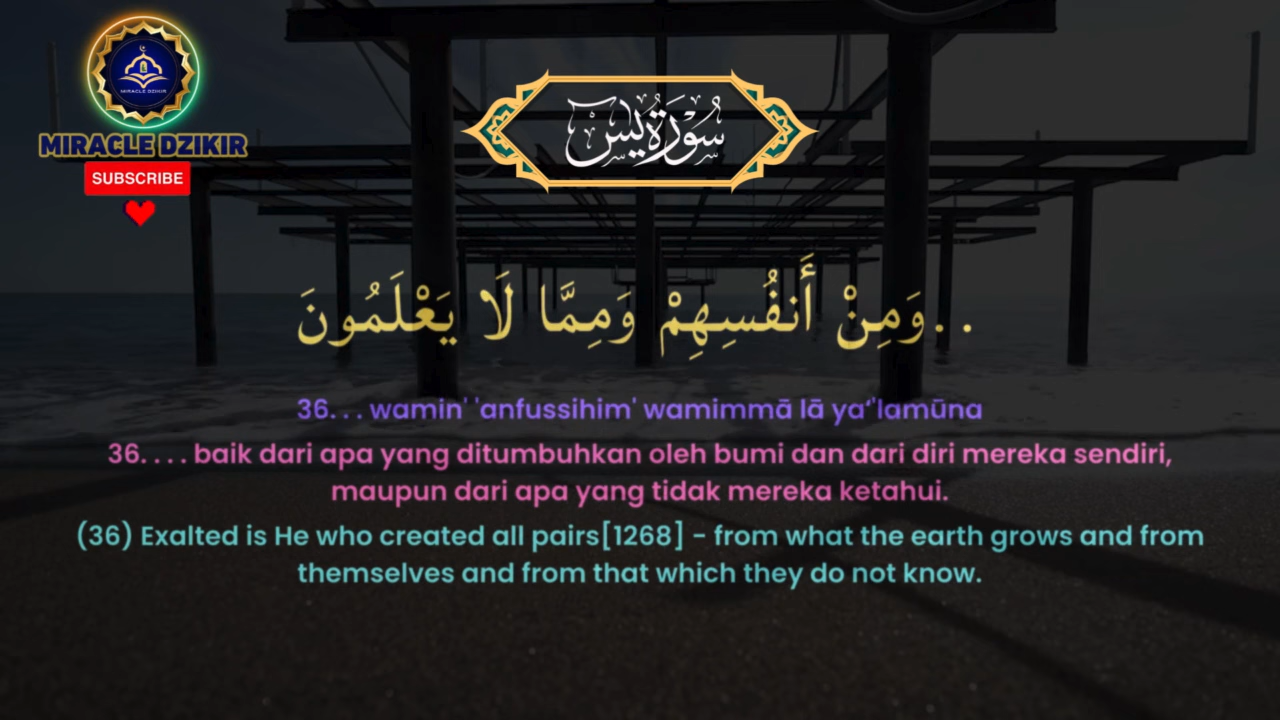 MIRACLE DZIKIR
MIRACLE DZIKIR
SUBSCRIBE
سُورَةُ يٰسٓ
..وَمِنْ أَنفُسِهِمْ وَمِمَّا لَا يَعْلَمُونَ
36. . . wamin' 'anfussihim' wamimmā lā ya‘'lamūna
36. . . . baik dari apa yang ditumbuhkan oleh bumi dan dari diri mereka sendiri,
maupun dari apa yang tidak mereka ketahui.
(36) Exalted is He who created all pairs[1268] - from what the earth grows and from
themselves and from that which they do not know.